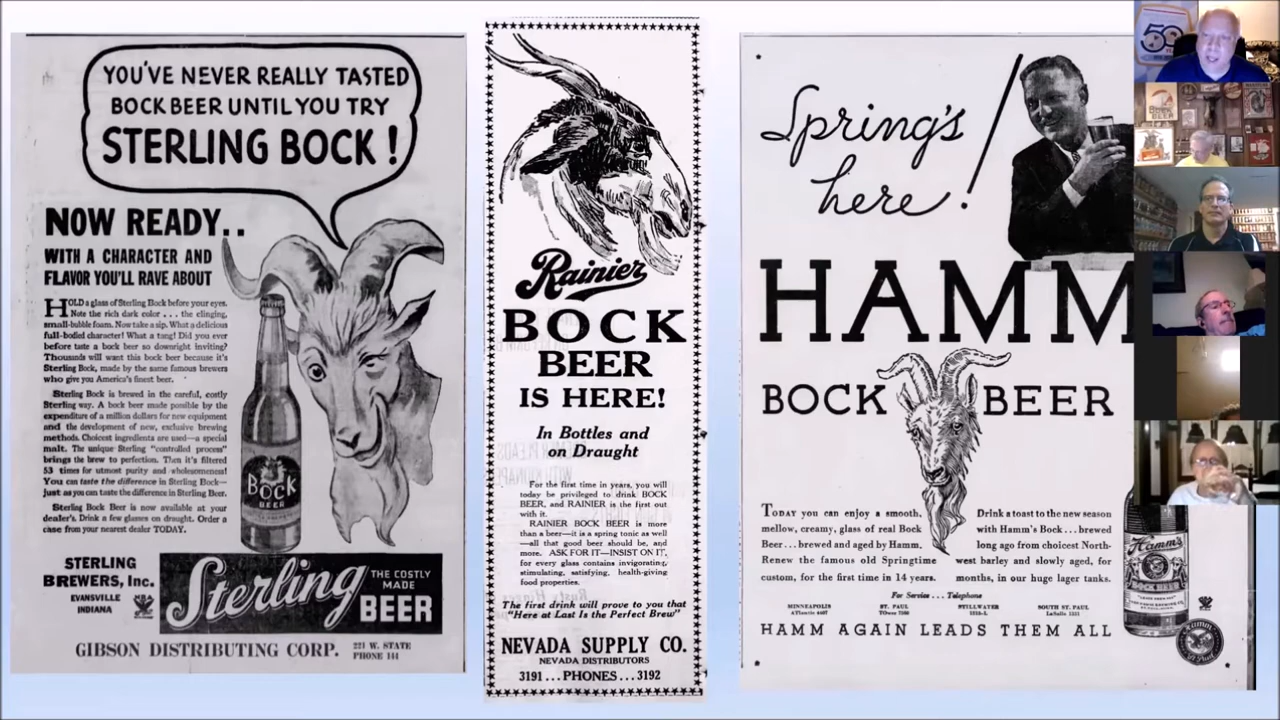 YOU'VE NEVER REALLY TASTED
BOCK BEER UNTIL YOU TRY
STERLING BOCK!
NOW READY..
WITH A CHARACTER AND
FLAVOR YOU'LL RAVE ABOUT
HOLD a glass of Sterling Bock before your eyes.
Note the rich dark color . . . the clinging,
small-bubble foam. Now take a sip. What a delicious
full-bodied character! What a tang! Did you ever
before taste a bock beer so downright inviting?
Thousands will want this bock beer because it's
Sterling Bock, made by the same famous brewers
who give you America's finest beer.
Sterling Bock is brewed in the careful, costly
Sterling way. A bock beer made possible by the
expenditure of a million dollars for new equipment
and the development of new, exclusive brewing
methods. Choicest ingredients are used—a special
malt. The unique Sterling "controlled process"
brings the brew to perfection. Then it's filtered
53 times for utmost purity and wholesomeness!
You can taste the difference in Sterling Bock—
just as you can taste the difference in Sterling Beer.
Sterling Bock Beer is now available at your
dealer's. Drink a few glasses on draught. Order a
case from your nearest dealer TODAY.
BOCK
BEER
STERLING
BREWERS, Inc.
EVANSVILLE
INDIANA
Sterling
THE COSTLY
MADE
BEER
GIBSON DISTRIBUTING CORP.
221 W. STATE
PHONE 144
Rainier
BOCK
BEER
IS HERE!
In Bottles and
on Draught
For the first time in years, you will
today be privileged to drink BOCK
BEER, and RAINIER is the first out
with it.
RAINIER BOCK BEER is more
than a beer—it is a spring tonic as well
—all that good beer should be, and
more. ASK FOR IT—INSIST ON IT,
for every glass contains invigorating,
stimulating, satisfying, health-giving
food properties.
The first drink will prove to you that
"Here at Last Is the Perfect Brew"
NEVADA SUPPLY CO.
NEVADA DISTRIBUTORS
3191 . . . PHONES . . . 3192
Spring's
here!
HAMM
BOCK BEER
TODAY you can enjoy a smooth,
mellow, creamy, glass of real Bock
Beer . . . brewed and aged by Hamm.
Renew the famous old Springtime
custom, for the first time in 14 years.
Drink a toast to the new season
with Hamm's Bock . . . brewed
long ago from choicest North-
west barley and slowly aged, for
months, in our huge lager tanks.
For Service . . . Telephone
MINNEAPOLIS
ST. PAUL
STILLWATER
SOUTH ST. PAUL
HAMM AGAIN LEADS THEM ALL
Hamm's
BOCK BEER
50
BEER